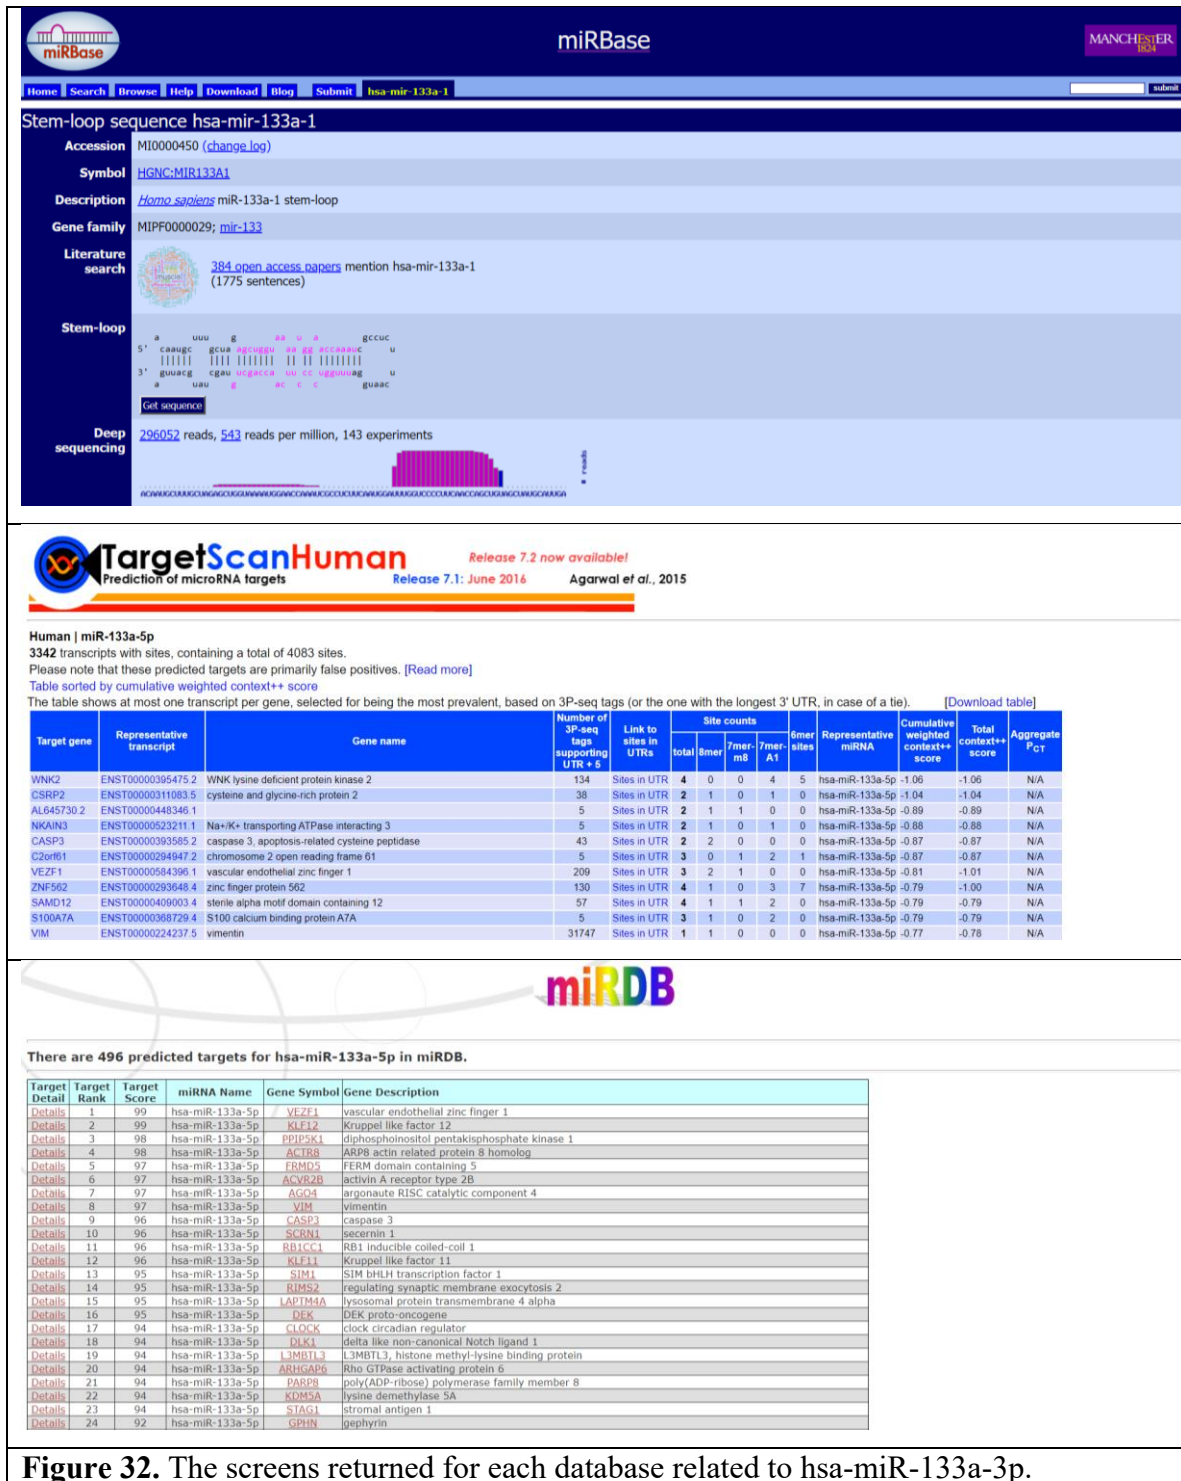 miRBase
miRBase
MANCHESTER
1824
Home Search Browse Help Download Blog Submit hsa-mir-133a-1 submit
Stem-loop sequence hsa-mir-133a-1
Accession MI0000450 (change log)
Symbol HGNC:MIR133A1
Description Homo sapiens miR-133a-1 stem-loop
Gene family MIPF0000029; mir-133
Literature search
384 open access papers mention hsa-mir-133a-1
(1775 sentences)
Stem-loop
a uuu g aa u a gccuc
5' caaugc gcua agcuggu aa gg accaaauc u
|||||| |||| ||||||| || || ||||||||
3' guuacg cgau ucgacca uu cc ugguuuag u
a uau g ac c c guaac
Get sequence
Deep sequencing
296052 reads, 543 reads per million, 143 experiments
# reads
ACAAUGCUUUGCUAGAGCUGGUAAAAUGGAACCAAAUCGCCUCUUCAAUGGAUUUGGUCCCCUUCAACCAGCUGUAGCUAUGCAUUGA
TargetScanHuman
Release 7.2 now available!
Prediction of microRNA targets Release 7.1: June 2016 Agarwal et al., 2015
Human | miR-133a-5p
3342 transcripts with sites, containing a total of 4083 sites.
Please note that these predicted targets are primarily false positives. [Read more]
Table sorted by cumulative weighted context++ score
The table shows at most one transcript per gene, selected for being the most prevalent, based on 3P-seq tags (or the one with the longest 3' UTR, in case of a tie). [Download table]
Target gene Representative transcript Gene name Number of 3P-seq tags supporting UTR + 5 Link to sites in UTRs Site counts total 8mer 7mer-m8 7mer-A1 6mer sites Representative miRNA Cumulative weighted context++ score Total context++ score Aggregate PCT
WNK2 ENST00000395475.2 WNK lysine deficient protein kinase 2 134 Sites in UTR 4 0 0 4 5 hsa-miR-133a-5p -1.06 -1.06 N/A
CSRP2 ENST00000311083.5 cysteine and glycine-rich protein 2 38 Sites in UTR 2 1 0 1 0 hsa-miR-133a-5p -1.04 -1.04 N/A
AL645730.2 ENST00000448346.1 5 Sites in UTR 2 1 1 0 0 hsa-miR-133a-5p -0.89 -0.89 N/A
NKAIN3 ENST00000523211.1 Na+/K+ transporting ATPase interacting 3 5 Sites in UTR 2 1 0 1 0 hsa-miR-133a-5p -0.88 -0.88 N/A
CASP3 ENST00000393585.2 caspase 3, apoptosis-related cysteine peptidase 43 Sites in UTR 2 2 0 0 0 hsa-miR-133a-5p -0.87 -0.87 N/A
C2orf61 ENST00000294947.2 chromosome 2 open reading frame 61 5 Sites in UTR 3 0 1 2 1 hsa-miR-133a-5p -0.87 -0.87 N/A
VEZF1 ENST00000584396.1 vascular endothelial zinc finger 1 209 Sites in UTR 3 2 1 0 0 hsa-miR-133a-5p -0.81 -1.01 N/A
ZNF562 ENST00000293648.4 zinc finger protein 562 130 Sites in UTR 4 1 0 3 7 hsa-miR-133a-5p -0.79 -1.00 N/A
SAMD12 ENST00000409003.4 sterile alpha motif domain containing 12 57 Sites in UTR 4 1 1 2 0 hsa-miR-133a-5p -0.79 -0.79 N/A
S100A7A ENST00000368729.4 S100 calcium binding protein A7A 5 Sites in UTR 3 1 0 2 0 hsa-miR-133a-5p -0.79 -0.79 N/A
VIM ENST00000224237.5 vimentin 31747 Sites in UTR 1 1 0 0 0 hsa-miR-133a-5p -0.77 -0.78 N/A
miRDB
There are 496 predicted targets for hsa-miR-133a-5p in miRDB.
Target Detail Target Rank Target Score miRNA Name Gene Symbol Gene Description
Details 1 99 hsa-miR-133a-5p VEZF1 vascular endothelial zinc finger 1
Details 2 99 hsa-miR-133a-5p KLF12 Kruppel like factor 12
Details 3 98 hsa-miR-133a-5p PPIP5K1 diphosphoinositol pentakisphosphate kinase 1
Details 4 98 hsa-miR-133a-5p ACTR8 ARP8 actin related protein 8 homolog
Details 5 97 hsa-miR-133a-5p FRMD5 FERM domain containing 5
Details 6 97 hsa-miR-133a-5p ACVR2B activin A receptor type 2B
Details 7 97 hsa-miR-133a-5p AGO4 argonaute RISC catalytic component 4
Details 8 97 hsa-miR-133a-5p VIM vimentin
Details 9 96 hsa-miR-133a-5p CASP3 caspase 3
Details 10 96 hsa-miR-133a-5p SCRN1 secernin 1
Details 11 96 hsa-miR-133a-5p RB1CC1 RB1 inducible coiled-coil 1
Details 12 96 hsa-miR-133a-5p KLF11 Kruppel like factor 11
Details 13 95 hsa-miR-133a-5p SIM1 SIM bHLH transcription factor 1
Details 14 95 hsa-miR-133a-5p RIMS2 regulating synaptic membrane exocytosis 2
Details 15 95 hsa-miR-133a-5p LAPTM4A lysosomal protein transmembrane 4 alpha
Details 16 95 hsa-miR-133a-5p DEK DEK proto-oncogene
Details 17 94 hsa-miR-133a-5p CLOCK clock circadian regulator
Details 18 94 hsa-miR-133a-5p DLK1 delta like non-canonical Notch ligand 1
Details 19 94 hsa-miR-133a-5p L3MBTL3 L3MBTL3, histone methyl-lysine binding protein
Details 20 94 hsa-miR-133a-5p ARHGAP6 Rho GTPase activating protein 6
Details 21 94 hsa-miR-133a-5p PARP8 poly(ADP-ribose) polymerase family member 8
Details 22 94 hsa-miR-133a-5p KDM5A lysine demethylase 5A
Details 23 94 hsa-miR-133a-5p STAG1 stromal antigen 1
Details 24 92 hsa-miR-133a-5p GPHN gephyrin
Figure 32. The screens returned for each database related to hsa-miR-133a-3p.